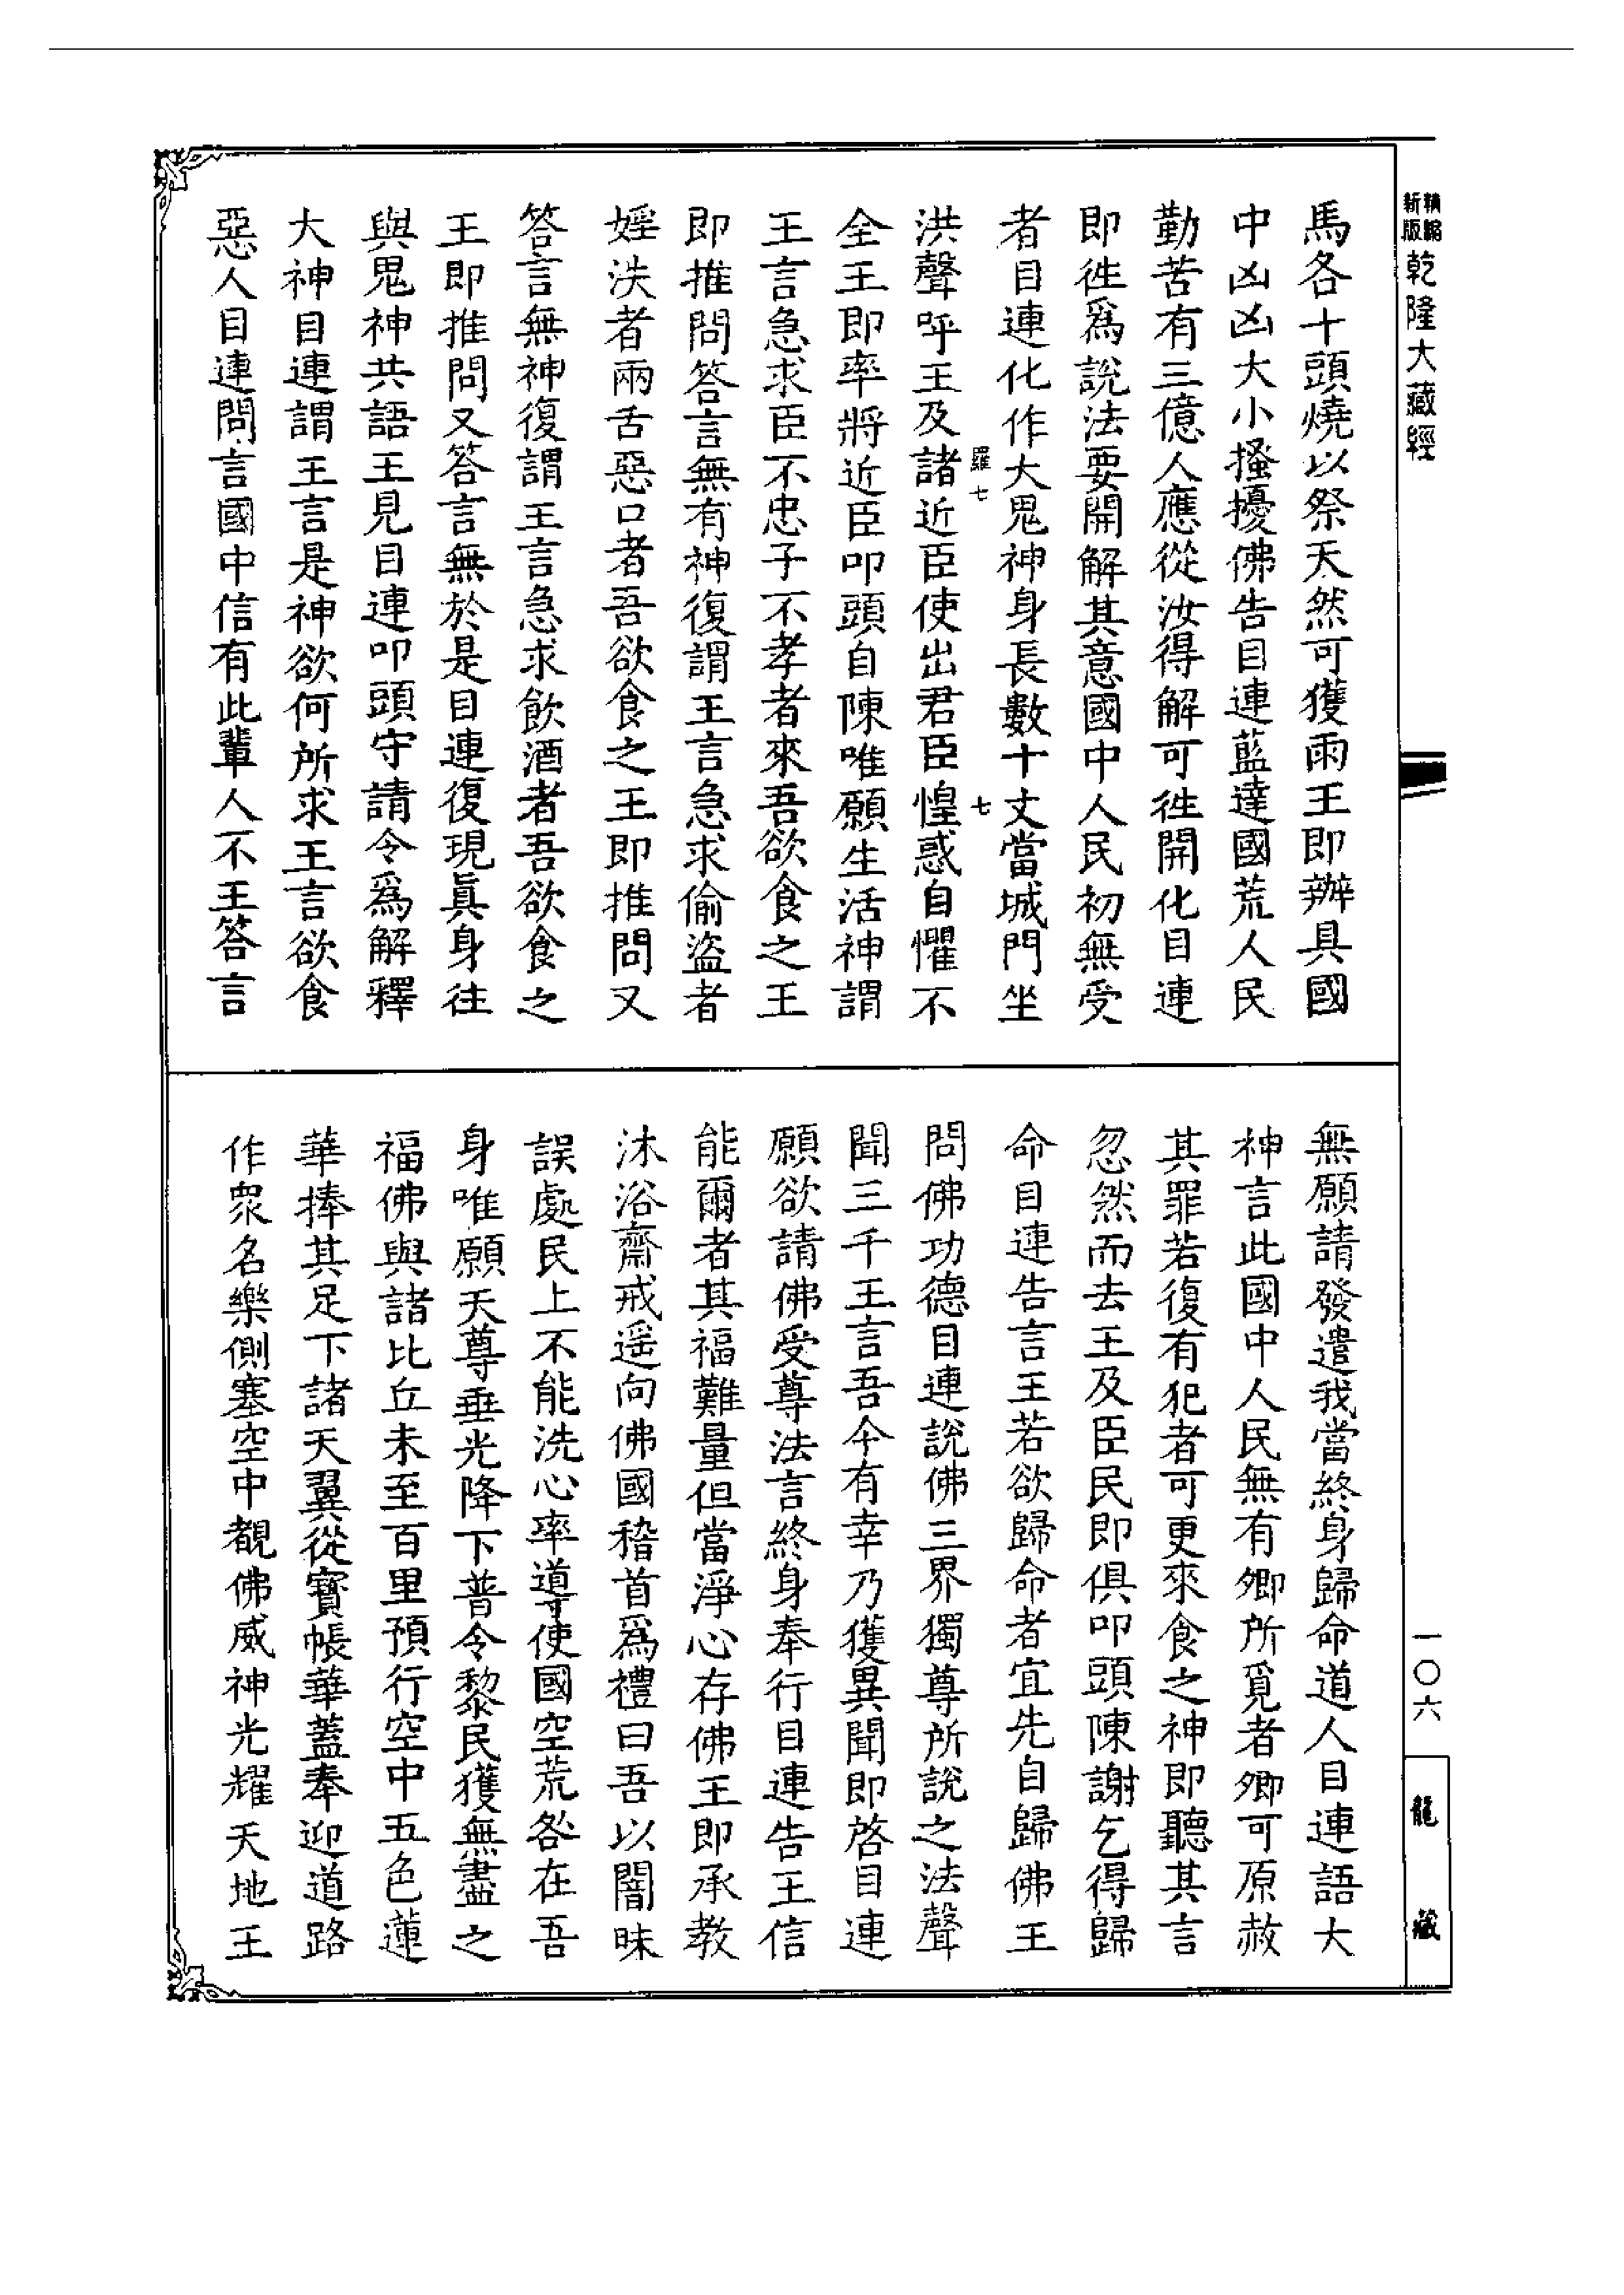 精縮新版乾隆大藏經
馬各十頭燒以祭天然可獲雨王即辦具國
中凶凶大小搔擾佛告目連藍達國荒人民
勤苦有三億人應從汝得解可徃開化目連
即徃爲說法要開解其意國中人民初無受
者目連化作大鬼神身長數十丈當城門坐
羅七 七
洪聲呼王及諸近臣使出君臣惶惑自懼不
全王即率將近臣叩頭自陳唯願生活神謂
王言急求臣不忠子不孝者來吾欲食之王
即推問答言無有神復謂王言急求偷盜者
婬泆者兩舌惡口者吾欲食之王即推問又
答言無神復謂王言急求飲酒者吾欲食之
王即推問又答言無於是目連復現眞身往
與鬼神共語王見目連叩頭守請令爲解釋
大神目連謂王言是神欲何所求王言欲食
惡人目連問言國中信有此輩人不王答言
無願請發遣我當終身歸命道人目連語大
神言此國中人民無有卿所覓者卿可原赦
其罪若復有犯者可更來食之神即聽其言
忽然而去王及臣民即俱叩頭陳謝乞得歸
命目連告言王若欲歸命者宜先自歸佛王
問佛功德目連說佛三界獨尊所說之法聲
聞三千王言吾今有幸乃獲異聞即啓目連
願欲請佛受尊法言終身奉行目連告王信
能爾者其福難量但當淨心存佛王即承教
沐浴齋戒遥向佛國稽首爲禮曰吾以闇昧
誤處民上不能洗心率導使國空荒咎在吾
身唯願天尊垂光降下普令黎民獲無盡之
福佛與諸比丘未至百里預行空中五色蓮
華捧其足下諸天翼從寳帳華蓋奉迎道路
作衆名樂側塞空中覩佛威神光耀天地王
一〇六
龍藏